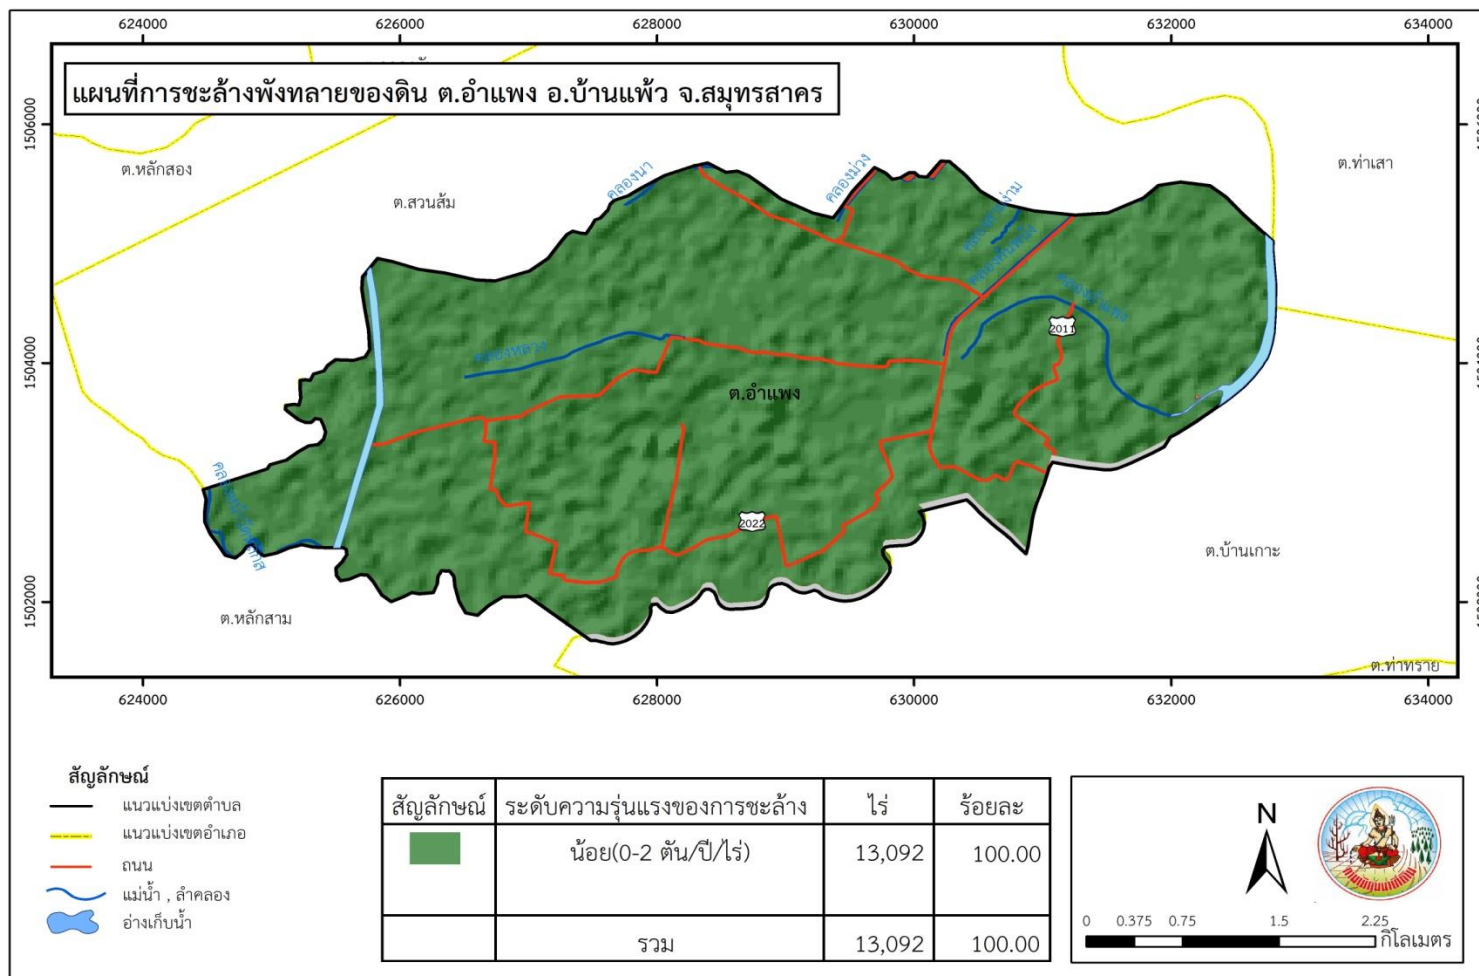 624000 626000 628000 630000 632000 634000
แผนที่การชะล้างพังทลายของดิน ต.อำแพง อ.บ้านแพ้ว จ.สมุทรสาคร
1506000
ต.หลักสอง
ต.ท่าเสา
คลองนา
คลองม่วง
ต.สวนส้ม
2011
1504000
คลองหลวง
ต.อำแพง
2022
ต.บ้านเกาะ
1502000
ต.หลักสาม
ต.ท่าทราย
624000 626000 628000 630000 632000 634000
สัญลักษณ์
แนวแบ่งเขตตำบล
แนวแบ่งเขตอำเภอ
ถนน
แม่น้ำ , ลำคลอง
อ่างเก็บน้ำ
สัญลักษณ์ ระดับความรุ่นแรงของการชะล้าง ไร่ ร้อยละ
น้อย(0-2 ตัน/ปี/ไร่) 13,092 100.00
รวม 13,092 100.00
N
0 0.375 0.75 1.5 2.25
กิโลเมตร